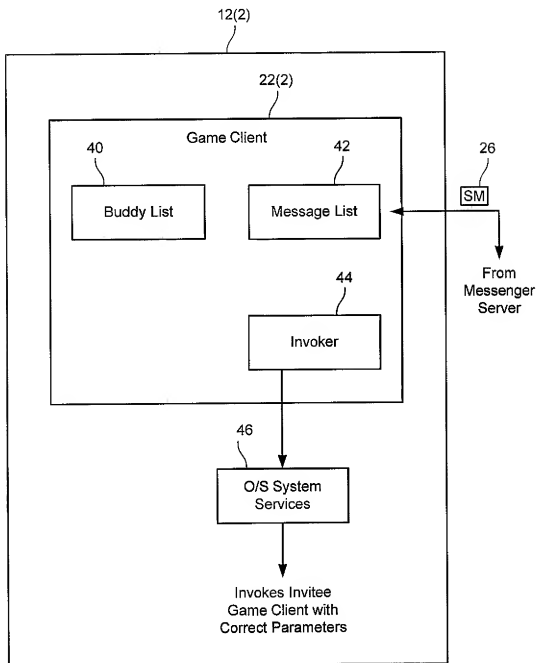 12(2)
22(2)
Game Client
40
42
26
Buddy List
Message List
SM
From
Messenger
Server
44
Invoker
46
O/S System
Services
Invokes Invitee
Game Client with
Correct Parameters